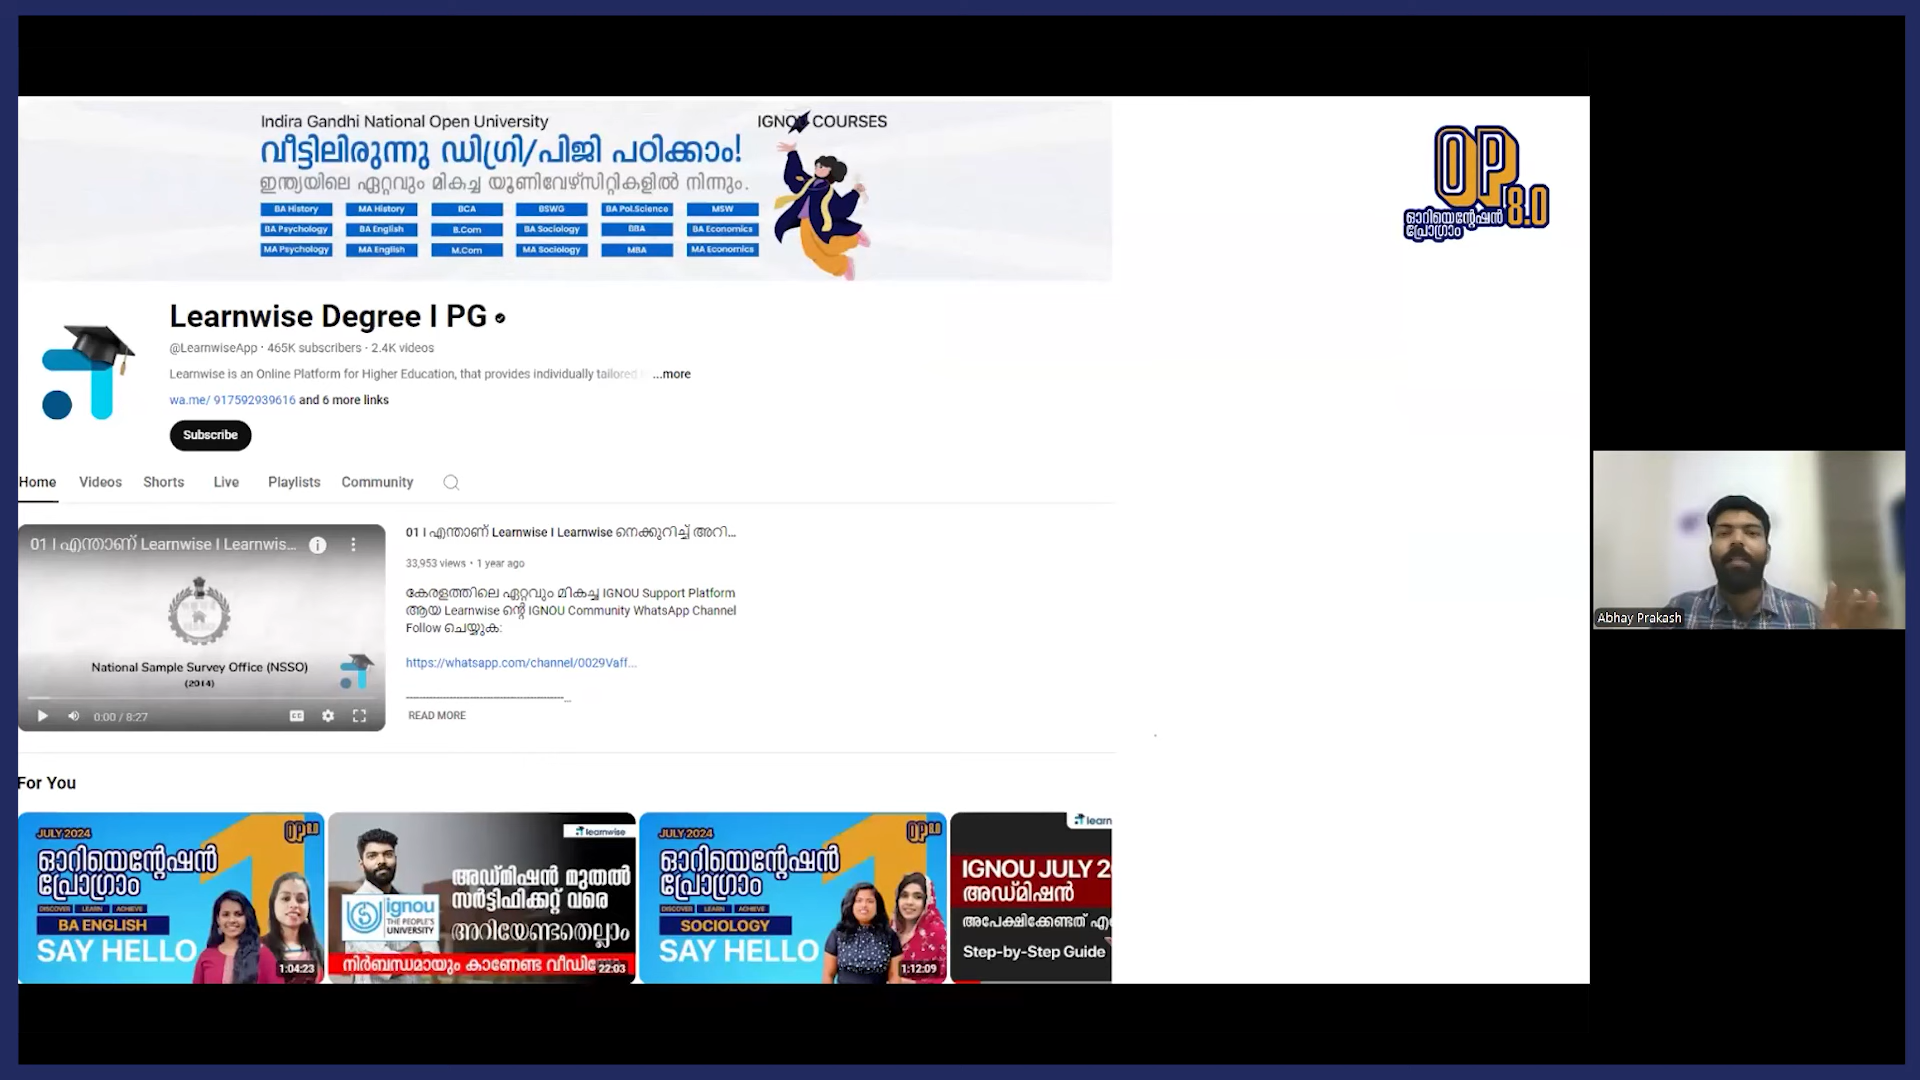 Indira Gandhi National Open University
IGNOU COURSES
വീട്ടിലിരുന്നു ഡിഗ്രി/പിജി പഠിക്കാം!
ഇന്ത്യയിലെ ഏറ്റവും മികച്ച യൂണിവേഴ്സിറ്റികളിൽ നിന്നും.
BA History MA History BCA BSWG BA Pol.Science MSW
BA Psychology BA English B.Com BA Sociology BBA BA Economics
MA Psychology MA English M.Com MA Sociology MBA MA Economics
OP 8.0
ഓറിയെന്റേഷൻ
പ്രോഗ്രാം
Learnwise Degree I PG
@LearnwiseApp · 465K subscribers · 2.4K videos
Learnwise is an Online Platform for Higher Education, that provides individually tailored ...more
wa.me/ 917592939616 and 6 more links
Subscribe
Home Videos Shorts Live Playlists Community
01 I എന്താണ് Learnwise I Learnwis...
National Sample Survey Office (NSSO)
(2014)
0:00 / 8:27
01 I എന്താണ് Learnwise I Learnwise നെക്കുറിച്ച് അറി...
33,953 views • 1 year ago
കേരളത്തിലെ ഏറ്റവും മികച്ച IGNOU Support Platform
ആയ Learnwise ന്റെ IGNOU Community WhatsApp Channel
Follow ചെയ്യുക:
https://whatsapp.com/channel/0029Vaff...
READ MORE
Abhay Prakash
For You
JULY 2024
ഓറിയെന്റേഷൻ
പ്രോഗ്രാം
DISCOVER LEARN ACHIEVE
BA ENGLISH
SAY HELLO
1:04:23
learnwise
അഡ്മിഷൻ മുതൽ
സർട്ടിഫിക്കറ്റ് വരെ
അറിയേണ്ടതെല്ലാം
ignou
THE PEOPLE'S
UNIVERSITY
നിർബന്ധമായും കാണേണ്ട
22:03
JULY 2024
ഓറിയെന്റേഷൻ
പ്രോഗ്രാം
DISCOVER LEARN ACHIEVE
SOCIOLOGY
SAY HELLO
1:12:09
learn
IGNOU JULY 2
അഡ്മിഷൻ
അപേക്ഷിക്കേണ്ടത്
Step-by-Step Guide